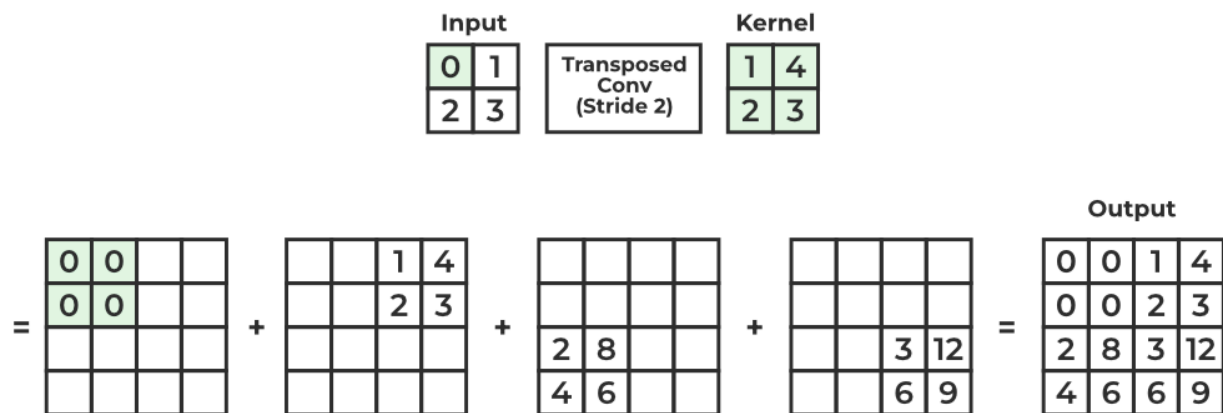 Input Kernel
0 1 Transposed 1 4
Conv
2 3 (Stride 2) 2 3
Output
0 0 1 4 0 0 1 4
0 0 2 3 0 0 2 3
= + + + =
2 8 3 12 2 8 3 12
4 6 6 9 4 6 6 9